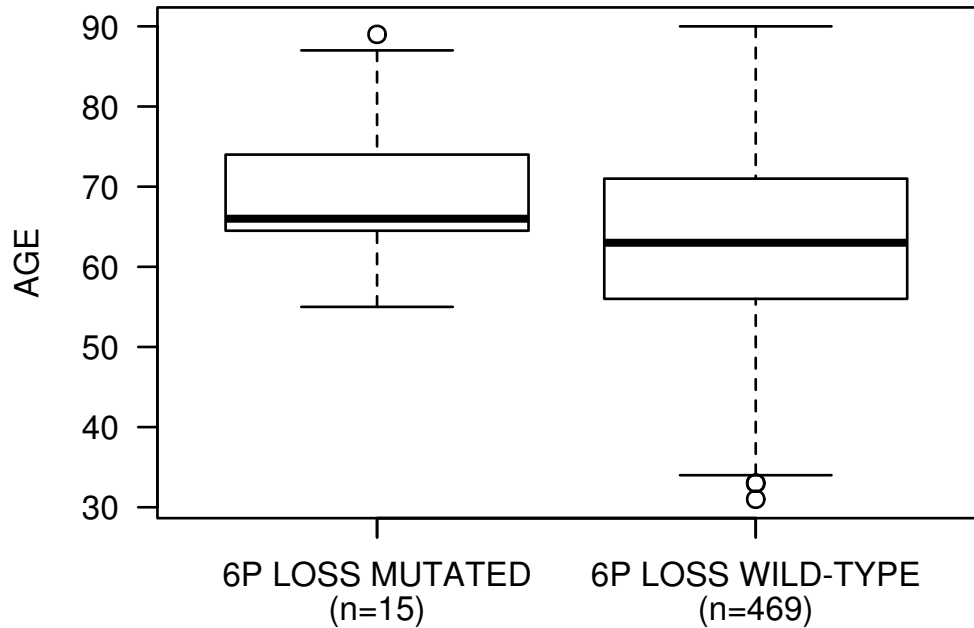 AGE
90
80
70
60
50
40
30
6P LOSS MUTATED
(n=15)
6P LOSS WILD-TYPE
(n=469)